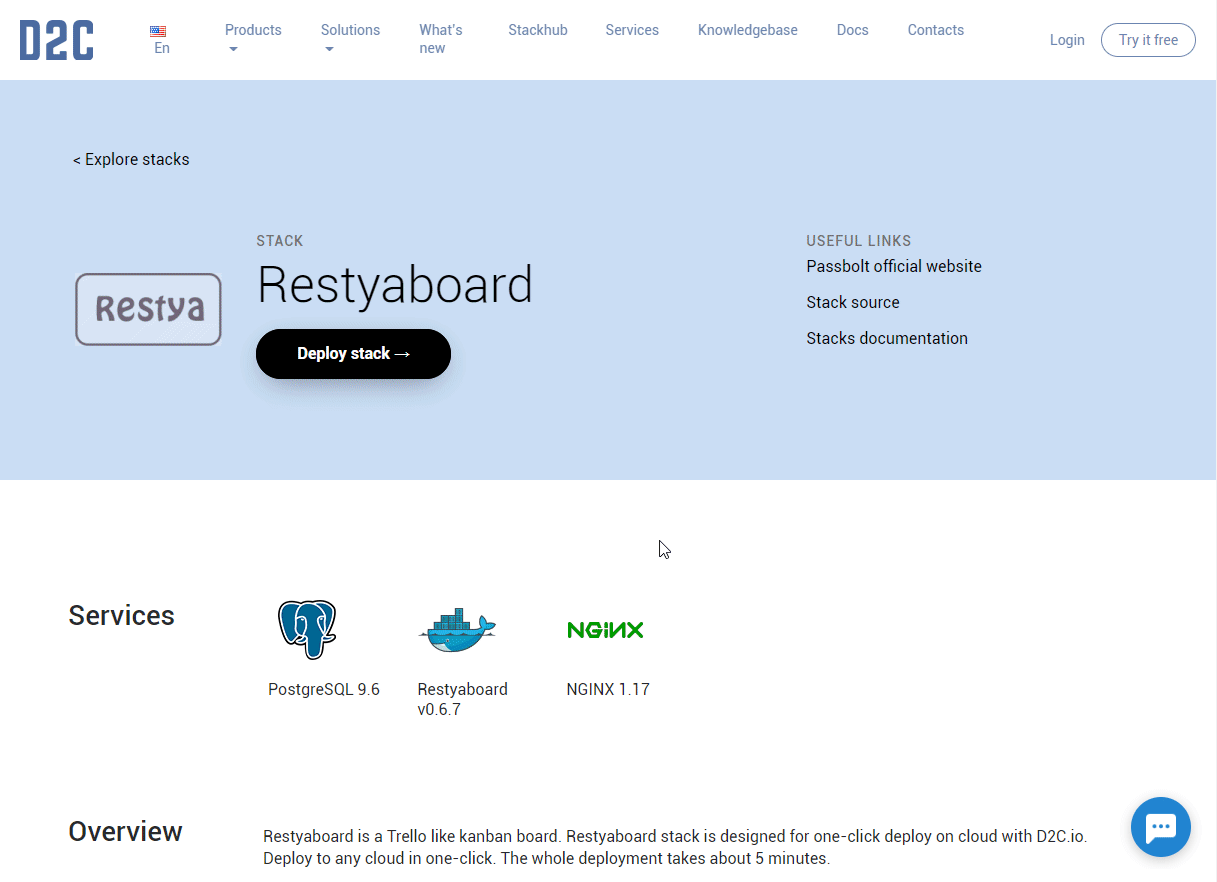 D2C
En
Products
Solutions
What's
new
Stackhub
Services
Knowledgebase
Docs
Contacts
Login
Try it free
< Explore stacks
Restya
STACK
Restyaboard
Deploy stack →
USEFUL LINKS
Passbolt official website
Stack source
Stacks documentation
Services
NGiNX
PostgreSQL 9.6
Restyaboard
v0.6.7
NGINX 1.17
Overview
Restyaboard is a Trello like kanban board. Restyaboard stack is designed for one-click deploy on cloud with D2C.io.
Deploy to any cloud in one-click. The whole deployment takes about 5 minutes.